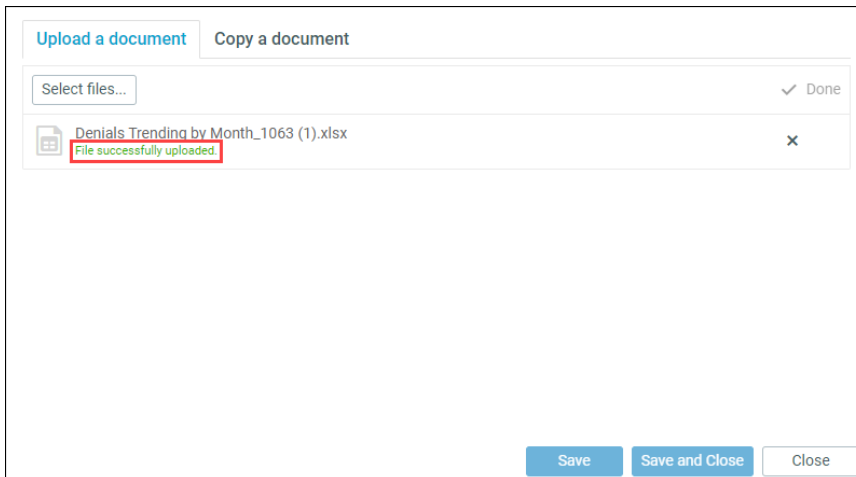 Upload a document Copy a document
Select files... Done
Denials Trending by Month_1063 (1).xlsx
File successfully uploaded.
Save Save and Close Close